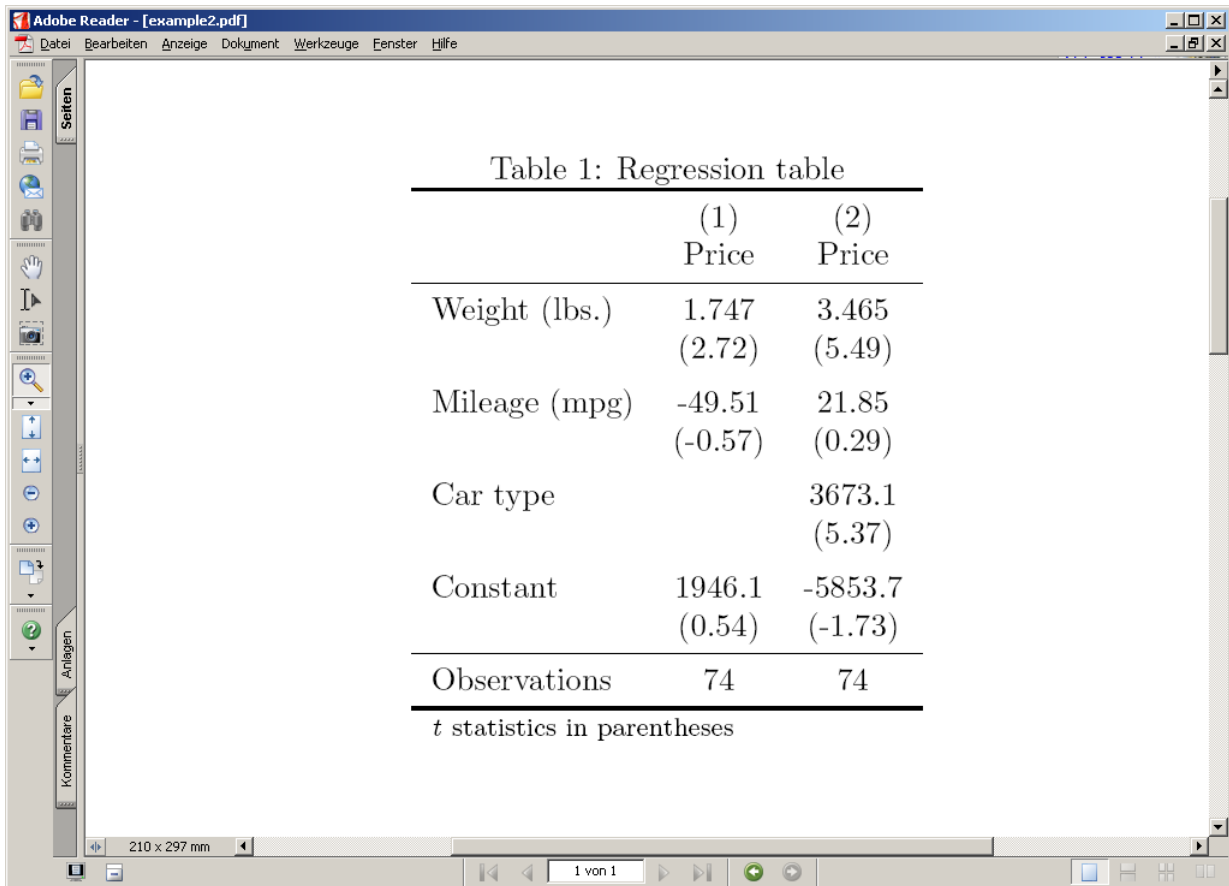 Adobe Reader - [example2.pdf]
Datei Bearbeiten Anzeige Dokument Werkzeuge Fenster Hilfe
Seiten
Anlagen
Kommentare
Table 1: Regression table
(1) (2)
Price Price
Weight (lbs.) 1.747 3.465
(2.72) (5.49)
Mileage (mpg) -49.51 21.85
(-0.57) (0.29)
Car type 3673.1
(5.37)
Constant 1946.1 -5853.7
(0.54) (-1.73)
Observations 74 74
t statistics in parentheses
210 x 297 mm
1 von 1